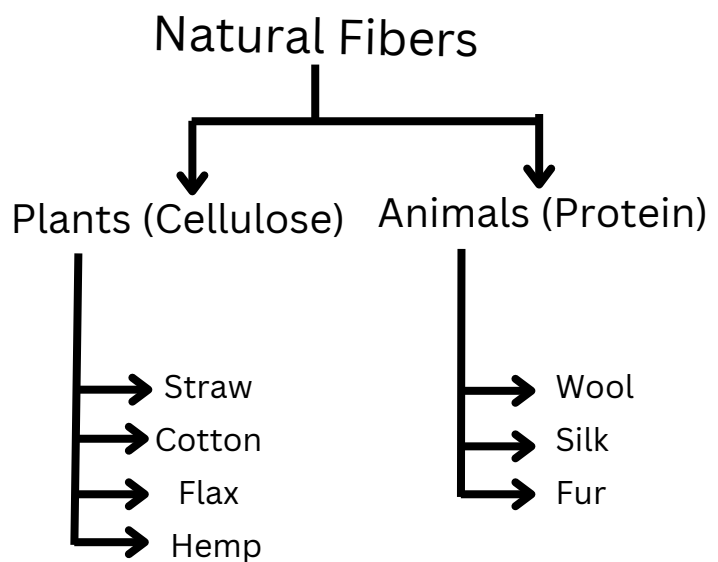 Natural Fibers
Plants (Cellulose)
Straw
Cotton
Flax
Hemp
Animals (Protein)
Wool
Silk
Fur